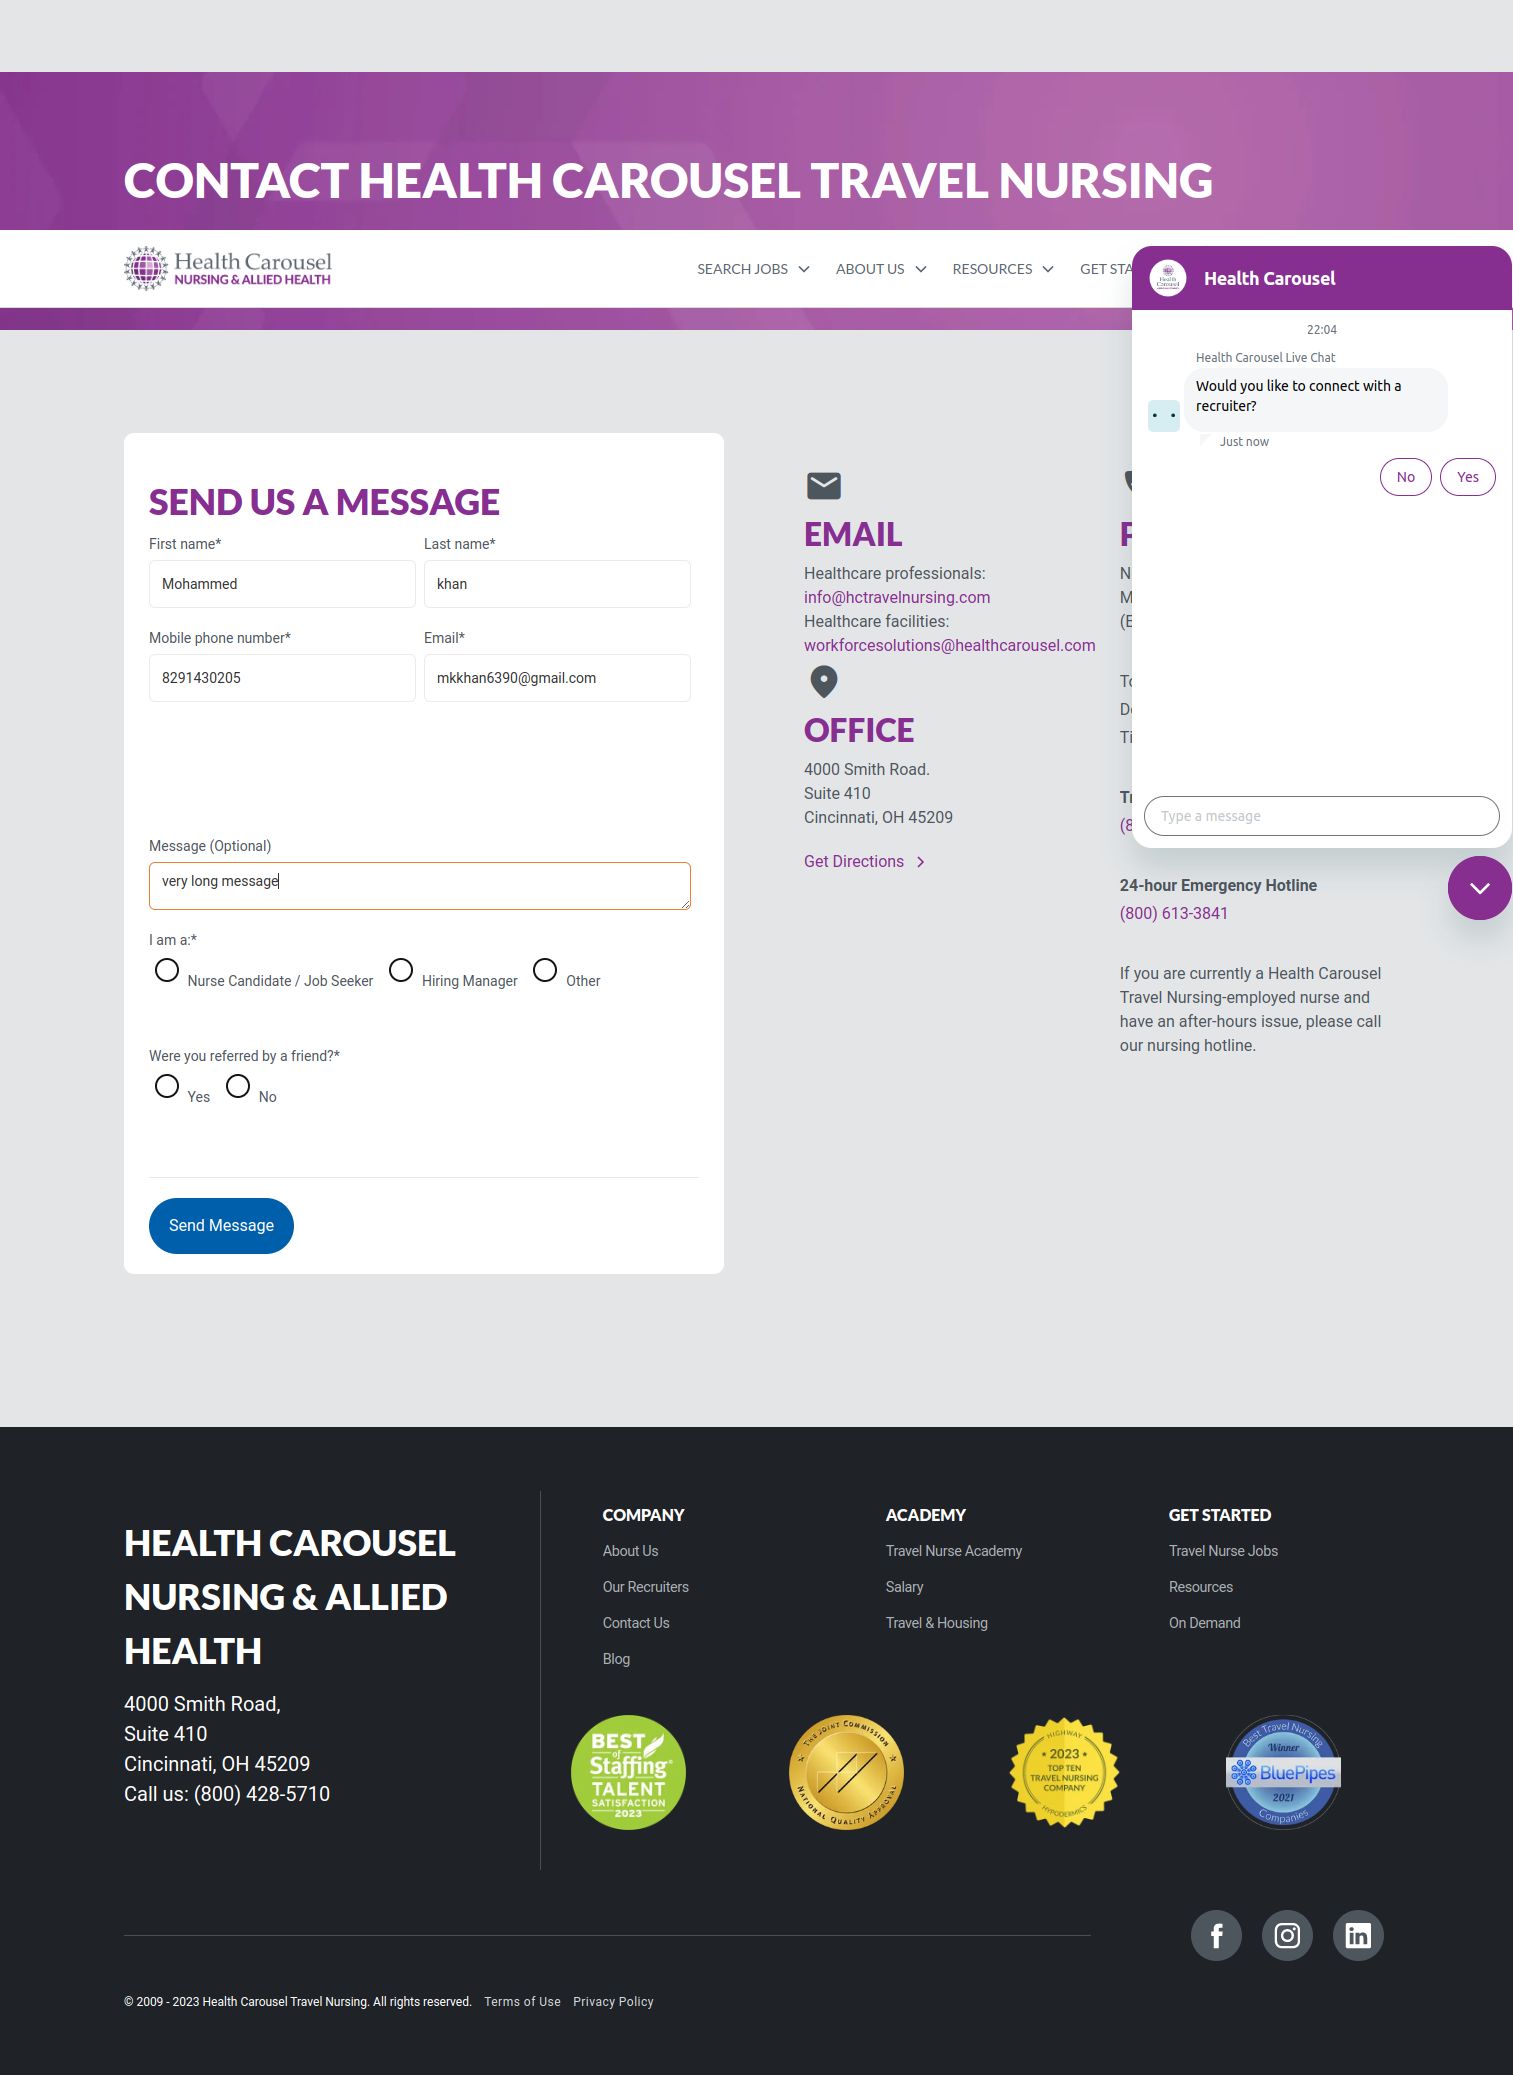 CONTACT HEALTH CAROUSEL TRAVEL NURSING
Health Carousel
NURSING & ALLIED HEALTH
SEARCH JOBS
ABOUT US
RESOURCES
GET STA
Health Carousel
22:04
Health Carousel Live Chat
Would you like to connect with a
recruiter?
Just now
No
Yes
Type a message
SEND US A MESSAGE
First name*
Last name*
Mohammed
khan
Mobile phone number*
Email*
8291430205
mkkhan6390@gmail.com
Message (Optional)
very long message
I am a:*
Nurse Candidate / Job Seeker
Hiring Manager
Other
Were you referred by a friend?*
Yes
No
Send Message
EMAIL
Healthcare professionals:
info@hctravelnursing.com
Healthcare facilities:
workforcesolutions@healthcarousel.com
OFFICE
4000 Smith Road.
Suite 410
Cincinnati, OH 45209
Get Directions
24-hour Emergency Hotline
(800) 613-3841
If you are currently a Health Carousel
Travel Nursing-employed nurse and
have an after-hours issue, please call
our nursing hotline.
HEALTH CAROUSEL
NURSING & ALLIED
HEALTH
4000 Smith Road,
Suite 410
Cincinnati, OH 45209
Call us: (800) 428-5710
COMPANY
About Us
Our Recruiters
Contact Us
Blog
ACADEMY
Travel Nurse Academy
Salary
Travel & Housing
GET STARTED
Travel Nurse Jobs
Resources
On Demand
BEST
of
Staffing
TALENT
SATISFACTION
2023
THE JOINT COMMISSION
NATIONAL QUALITY APPROVAL
HIGHWAY
2023
TOP TEN
TRAVEL NURSING
COMPANY
HYPODERMICS
Best Travel Nursing
Winner
BluePipes
2021
Companies
© 2009 - 2023 Health Carousel Travel Nursing. All rights reserved.
Terms of Use
Privacy Policy